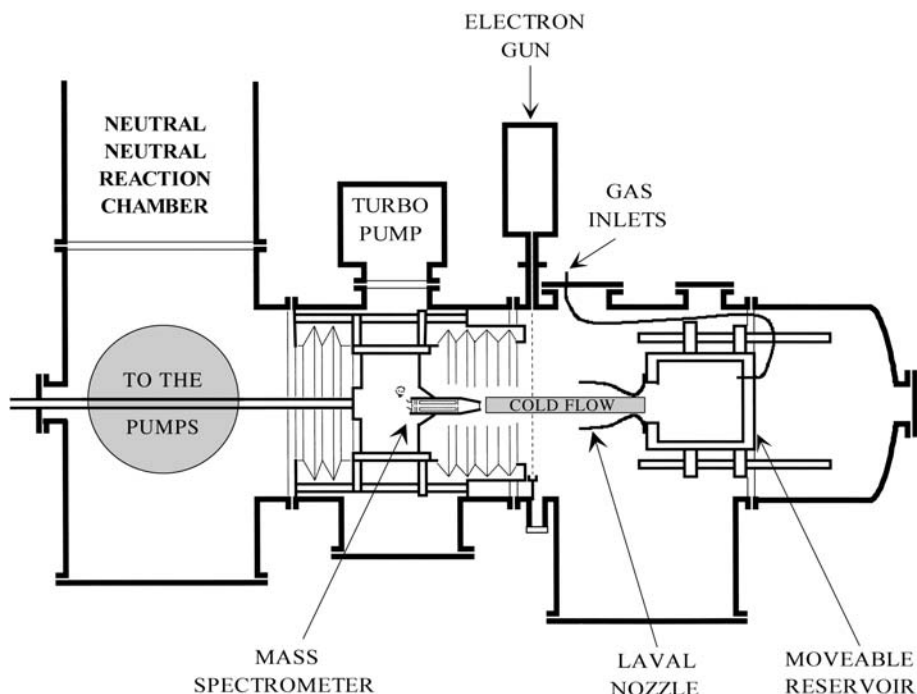 ELECTRON
GUN
NEUTRAL
NEUTRAL
REACTION
CHAMBER
TURBO
PUMP
GAS
INLETS
TO THE
PUMPS
COLD FLOW
MASS
SPECTROMETER
LAVAL
NOZZLE
MOVEABLE
RESERVOIR